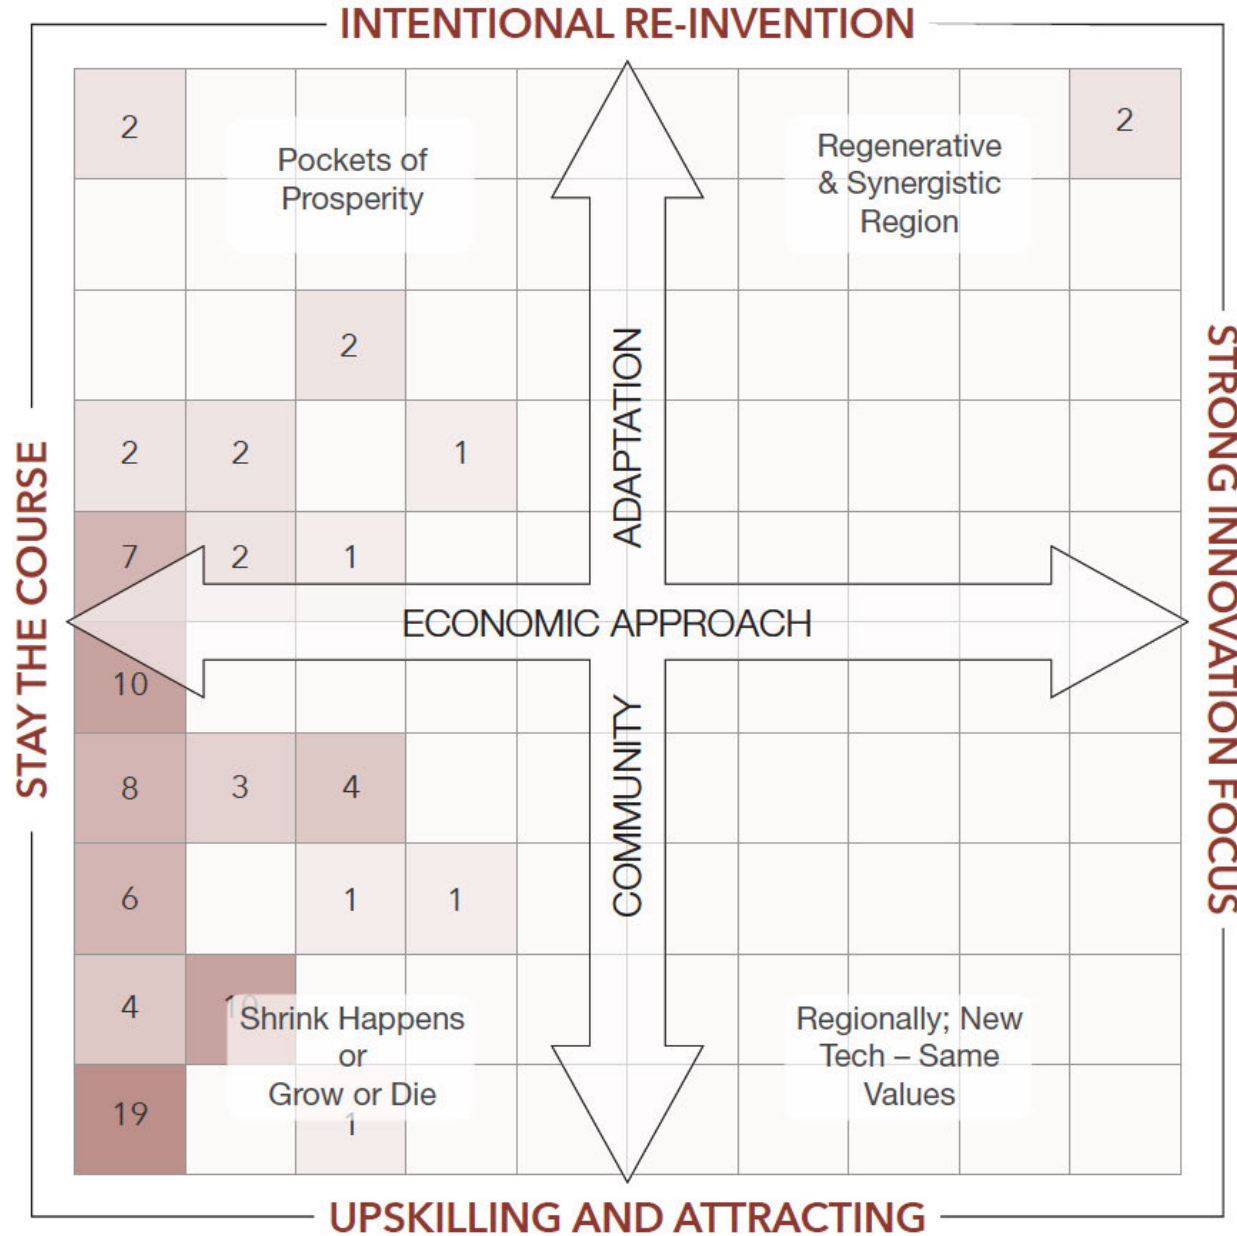 INTENTIONAL RE-INVENTION
2
2
Pockets of
Prosperity
Regenerative
& Synergistic
Region
2
2
2
1
7
2
1
ADAPTATION
STAY THE COURSE
STRONG INNOVATION FOCUS
ECONOMIC APPROACH
10
COMMUNITY
8
3
4
6
1
1
4
10
Shrink Happens
or
Grow or Die
Regionally; New
Tech – Same
Values
19
1
UPSKILLING AND ATTRACTING